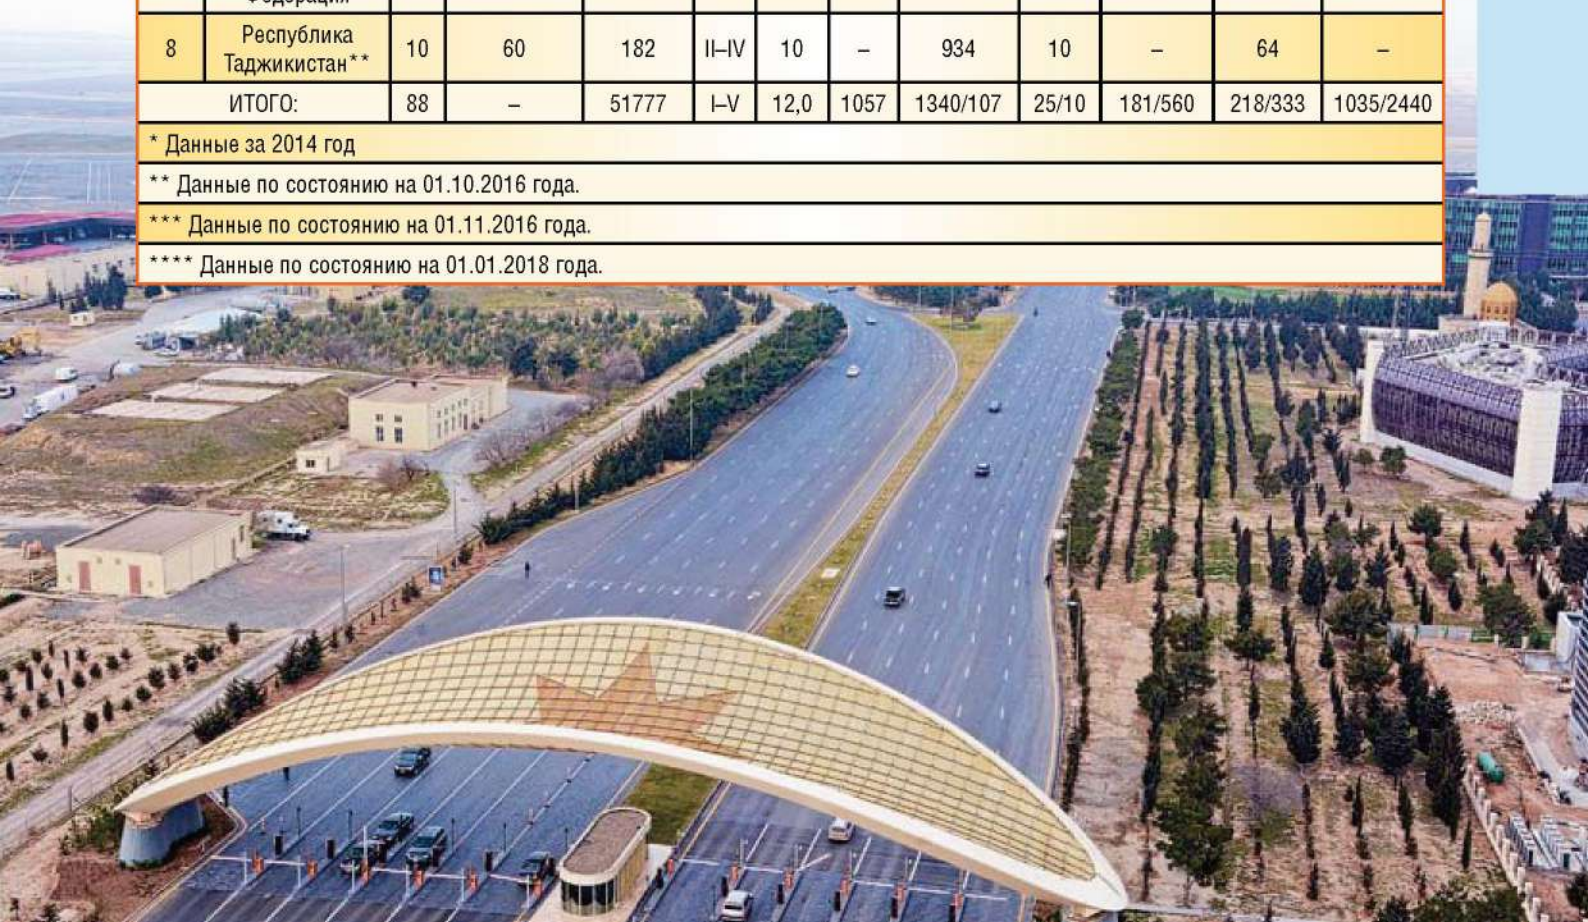 Федерация
8 Республика Таджикистан** 10 60 182 II–IV 10 – 934 10 – 64 –
ИТОГО: 88 – 51777 I–V 12,0 1057 1340/107 25/10 181/560 218/333 1035/2440
* Данные за 2014 год
** Данные по состоянию на 01.10.2016 года.
*** Данные по состоянию на 01.11.2016 года.
**** Данные по состоянию на 01.01.2018 года.